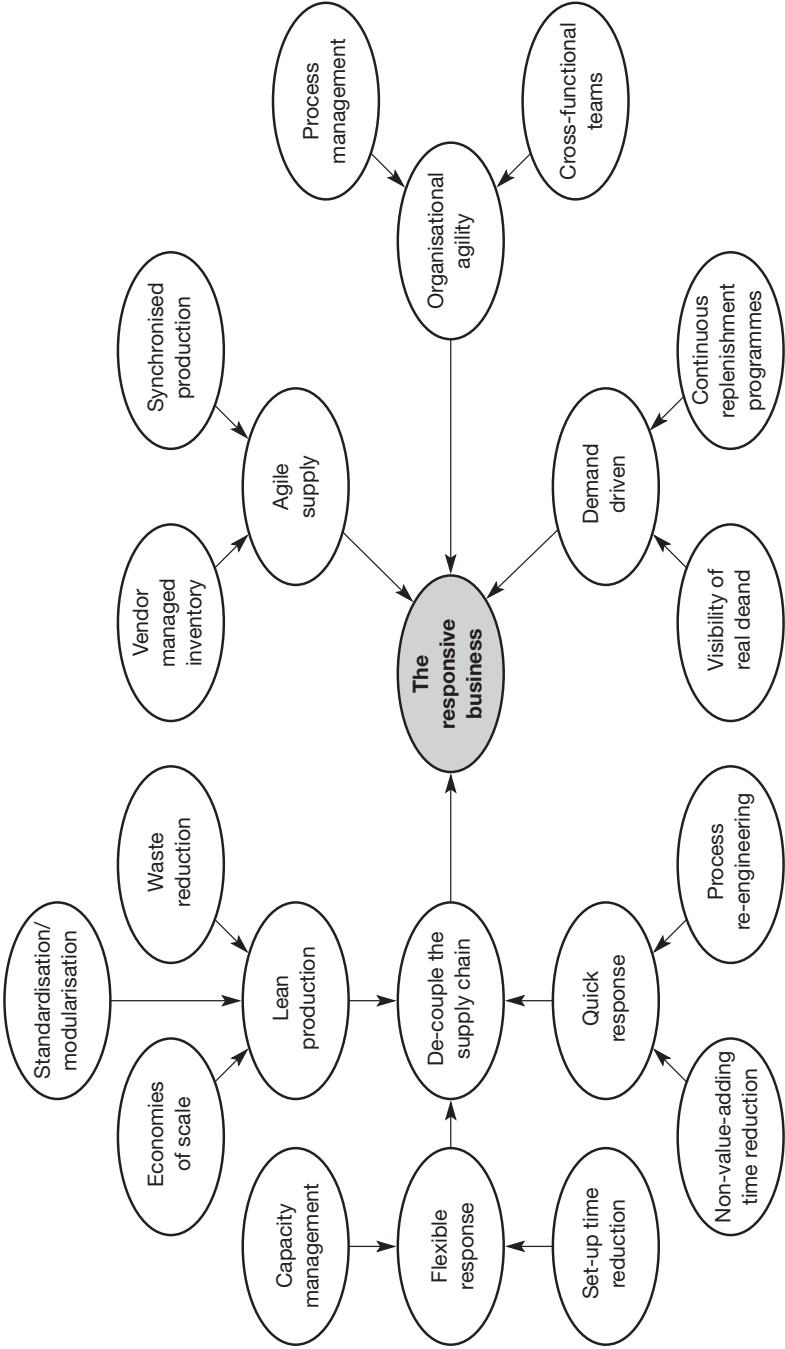 Standardisation/
modularisation
Economies
of scale
Waste
reduction
Vendor
managed
inventory
Synchronised
production
Capacity
management
Lean
production
Agile
supply
Process
management
Flexible
response
De-couple the
supply chain
The
responsive
business
Organisational
agility
Set-up time
reduction
Quick
response
Demand
driven
Cross-functional
teams
Non-value-adding
time reduction
Process
re-engineering
Visibility of
real deand
Continuous
replenishment
programmes